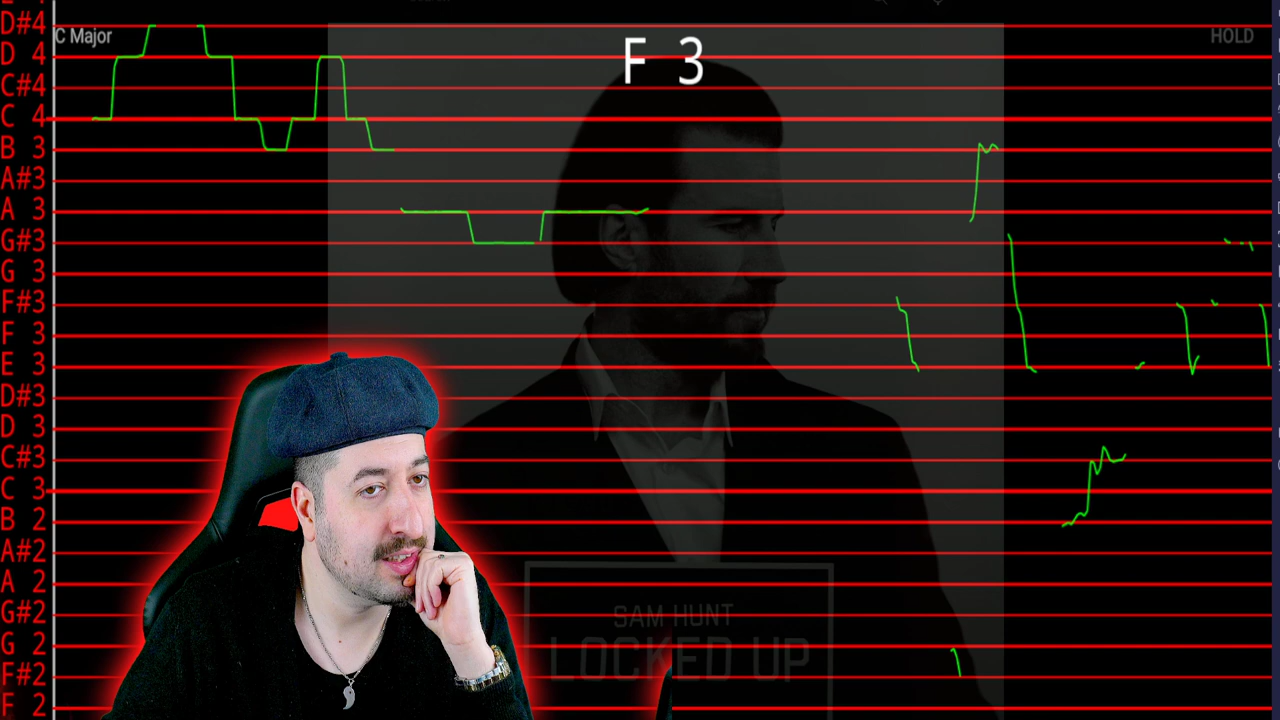 D#4
C Major
HOLD
D 4
F 3
C#4
C 4
B 3
A#3
A 3
G#3
G 3
F#3
F 3
E 3
D#3
D 3
C#3
C 3
B 2
A#2
A 2
G#2
SAM HUNT
G 2
LOCKED UP
F#2
F 2